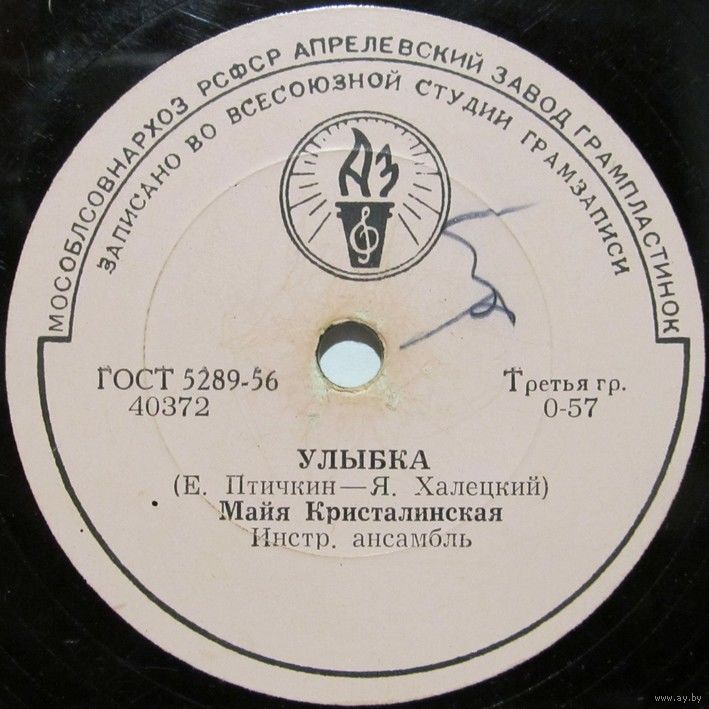 МОСОБЛСОВНАРХОЗ РСФСР АПРЕЛЕВСКИЙ ЗАВОД ГРАМПЛАСТИНОК
ЗАПИСАНО ВО ВСЕСОЮЗНОЙ СТУДИИ ГРАМЗАПИСИ
АЗ
ГОСТ 5289-56
40372
Третья гр.
0-57
УЛЫБКА
(Е. Птичкин—Я. Халецкий)
Майя Кристалинская
Инстр. ансамбль
www.ay.by